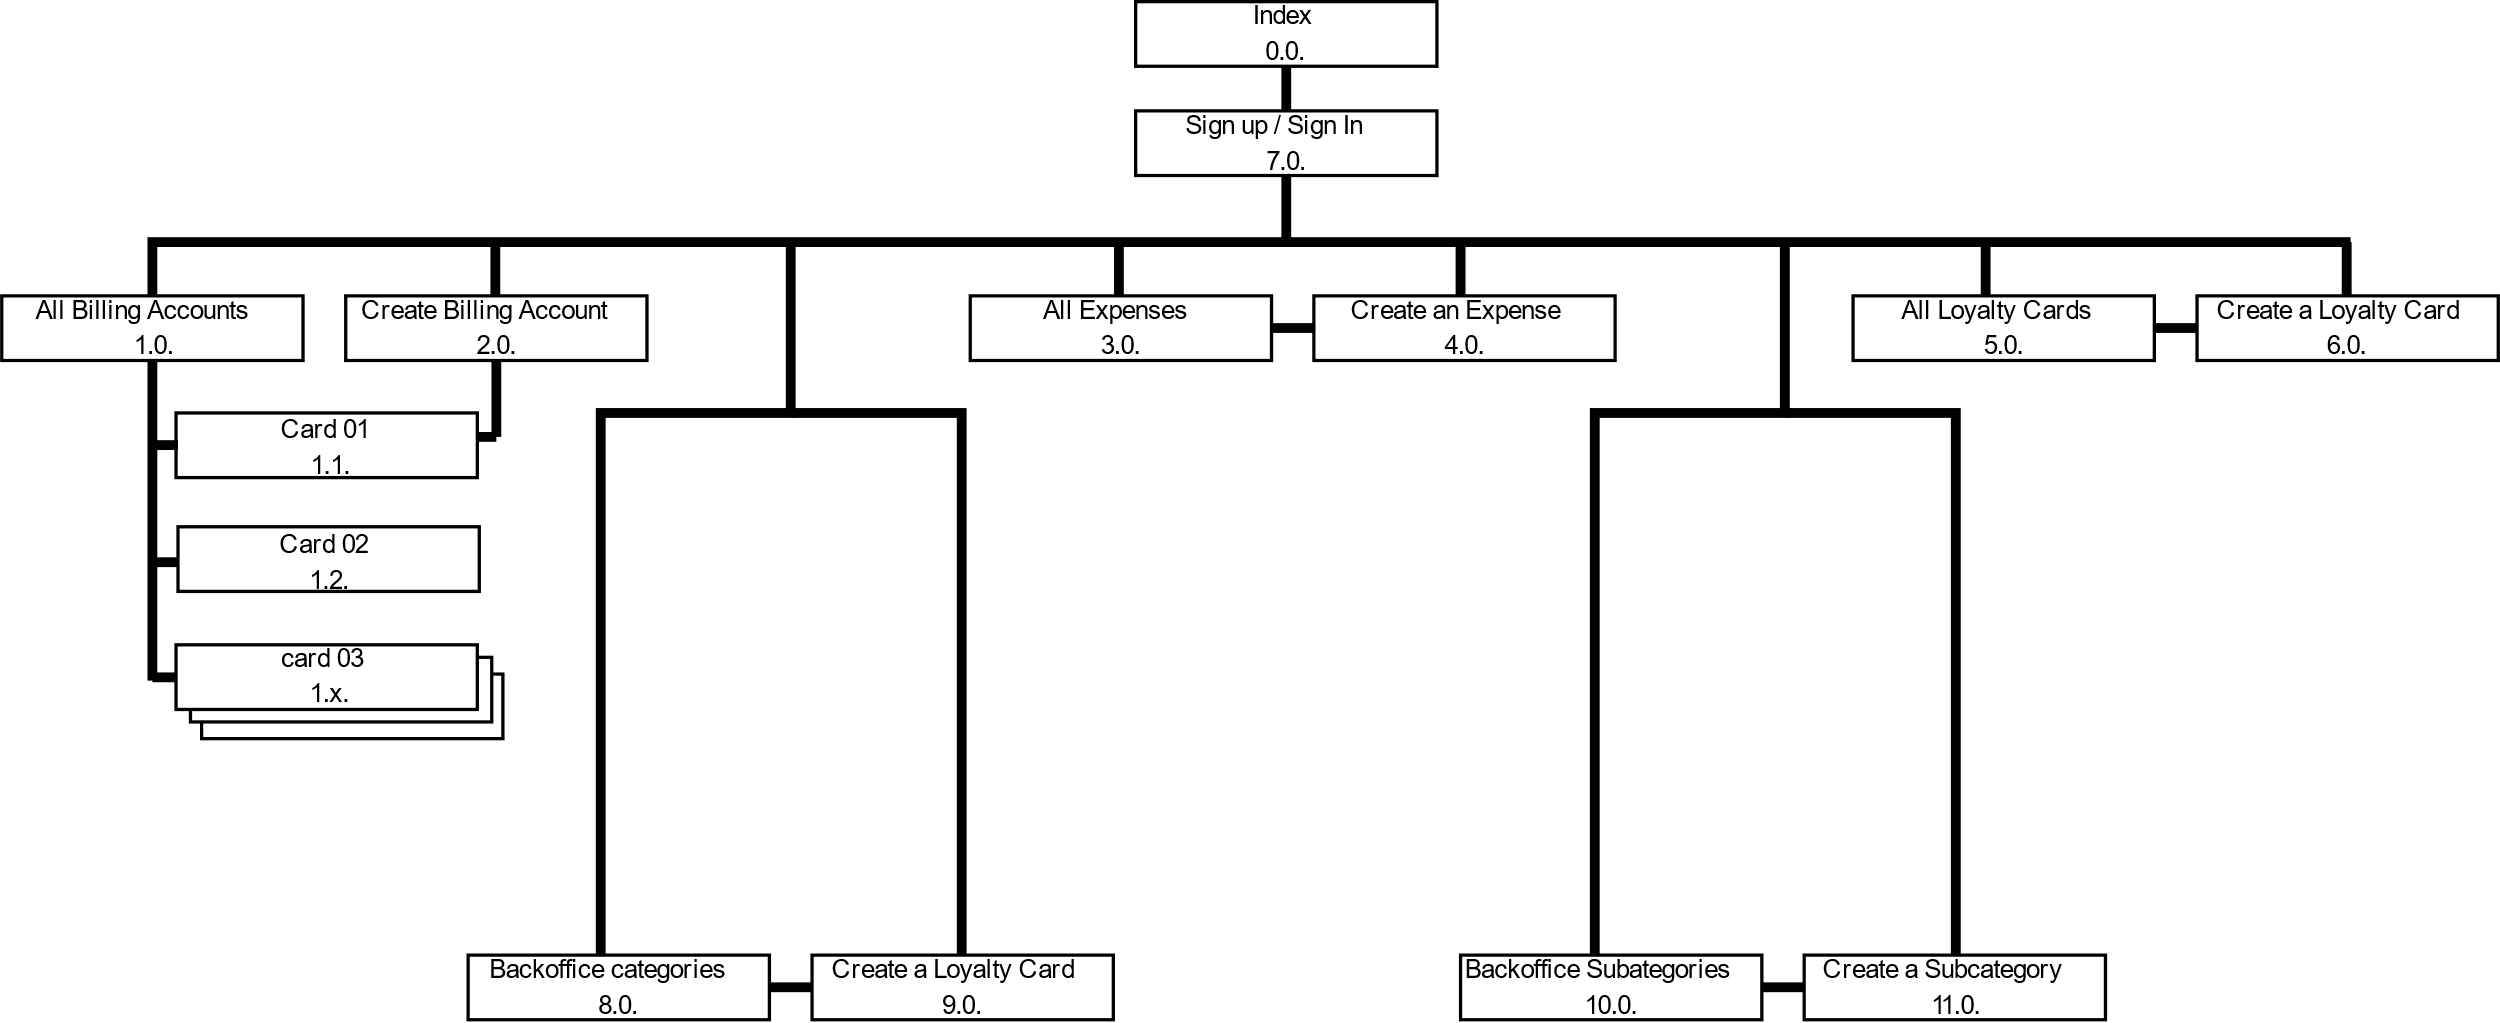 Index
0.0.
Sign up / Sign In
7.0.
All Billing Accounts
1.0.
Create Billing Account
2.0.
All Expenses
3.0.
Create an Expense
4.0.
All Loyalty Cards
5.0.
Create a Loyalty Card
6.0.
Card 01
1.1.
Card 02
1.2.
card 03
1.x.
Backoffice categories
8.0.
Create a Loyalty Card
9.0.
Backoffice Subategories
10.0.
Create a Subcategory
11.0.